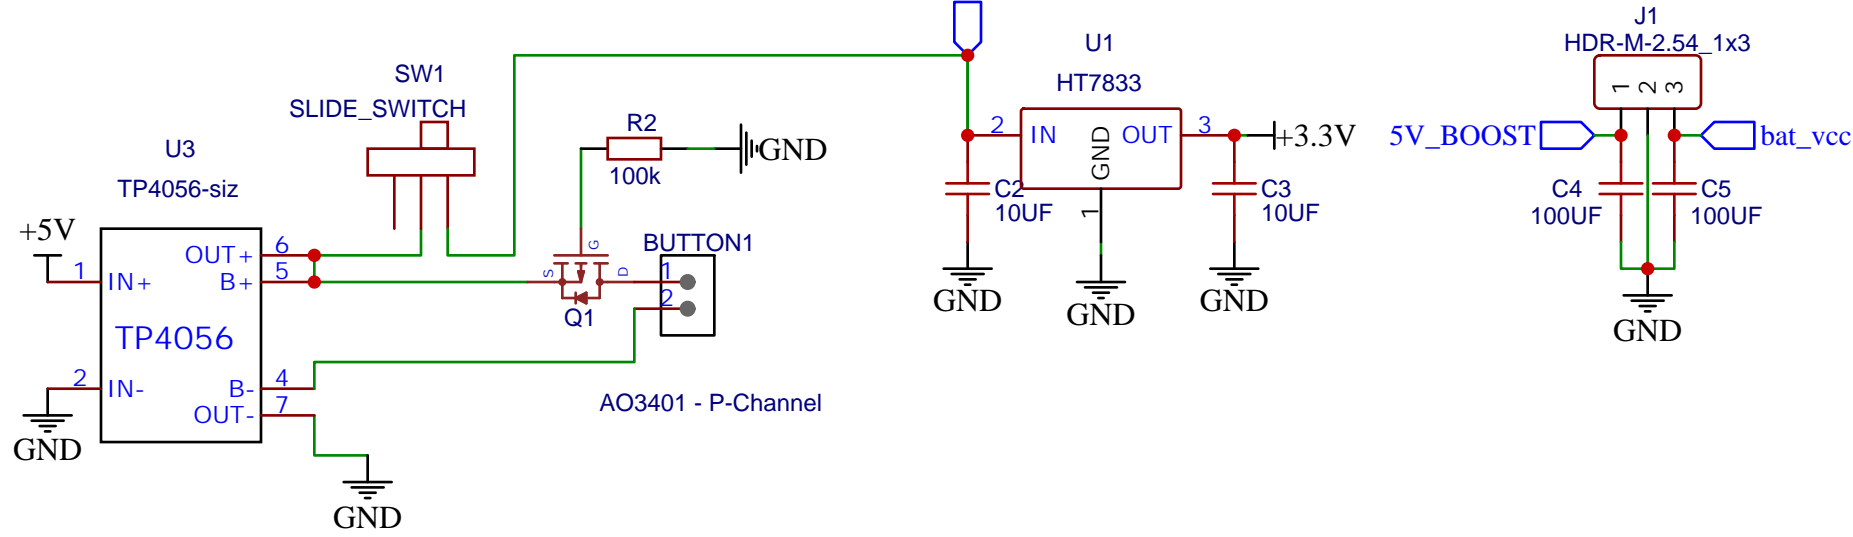 SW1
SLIDE_SWITCH
U3
TP4056-siz
+5V
1
IN+
OUT+
6
B+
5
TP4056
2
IN-
B-
4
OUT-
7
GND
GND
R2
100k
GND
G
S
D
Q1
BUTTON1
1
2
AO3401 - P-Channel
U1
HT7833
2
IN
GND
OUT
3
1
+3.3V
C2
10UF
C3
10UF
GND
GND
GND
J1
HDR-M-2.54_1x3
1
2
3
5V_BOOST
bat_vcc
C4
100UF
C5
100UF
GND